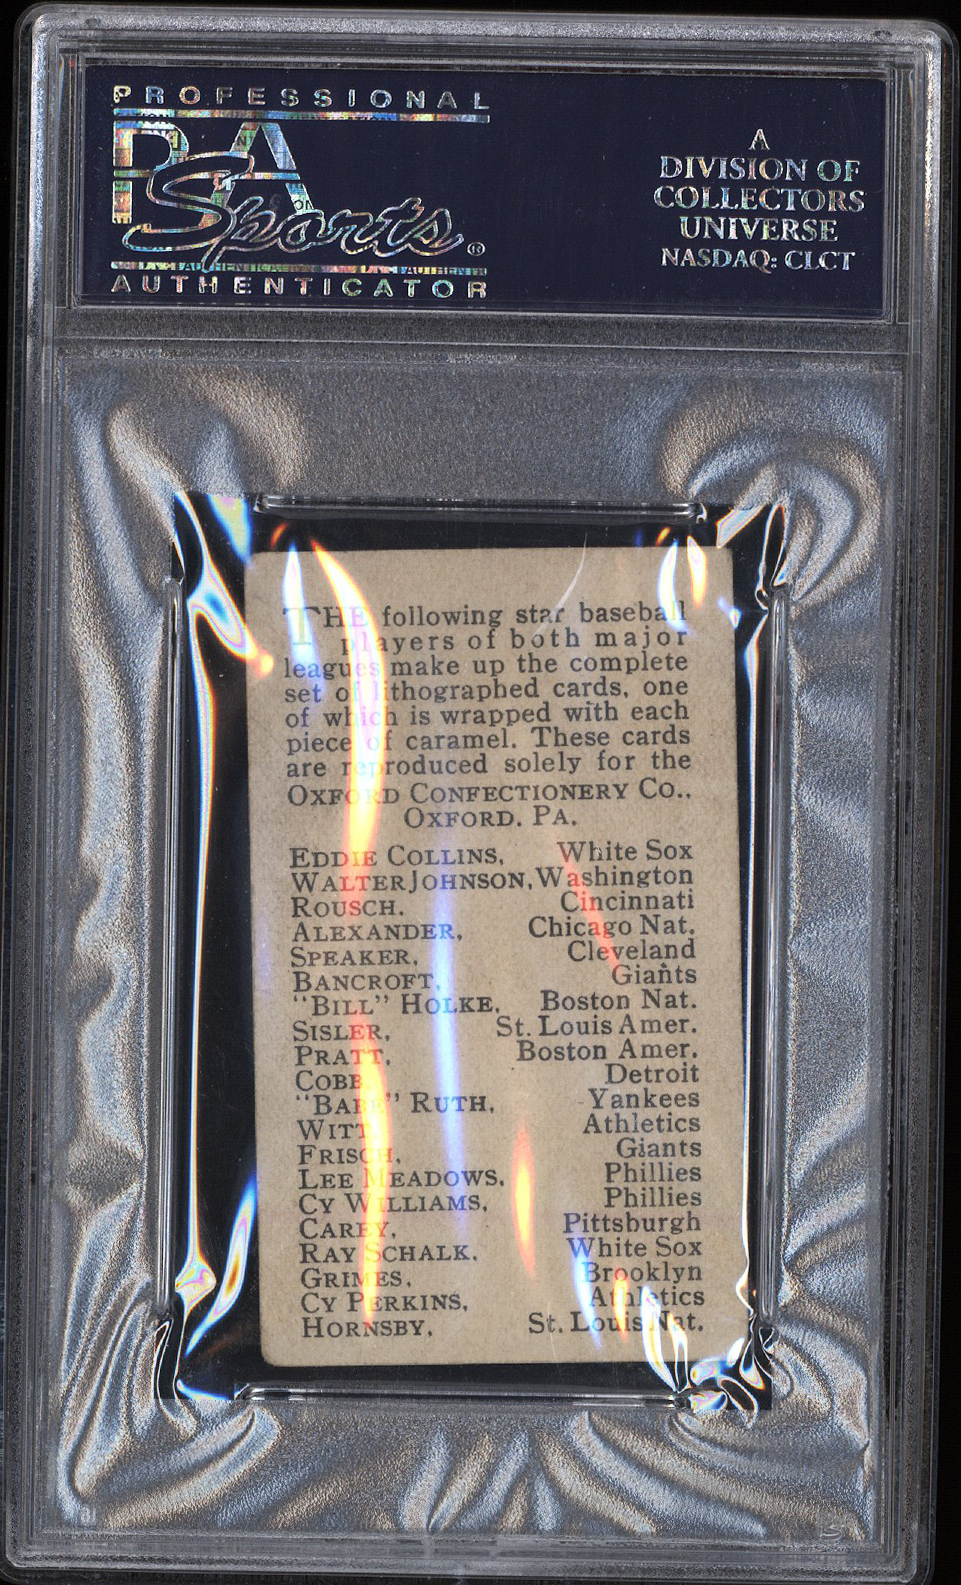 PROFESSIONAL
PSA
Sports®
AUTHENTICATOR
A
DIVISION OF
COLLECTORS
UNIVERSE
NASDAQ: CLCT
THE following star baseball
players of both major
leagues make up the complete
set of lithographed cards, one
of which is wrapped with each
piece of caramel. These cards
are reproduced solely for the
OXFORD CONFECTIONERY CO.,
OXFORD, PA.
EDDIE COLLINS, White Sox
WALTER JOHNSON, Washington
ROUSCH, Cincinnati
ALEXANDER, Chicago Nat.
SPEAKER, Cleveland
BANCROFT, Giants
"BILL" HOLKE, Boston Nat.
SISLER, St. Louis Amer.
PRATT, Boston Amer.
COBB, Detroit
"BABE" RUTH, Yankees
WITT, Athletics
FRISCH, Giants
LEE MEADOWS, Phillies
CY WILLIAMS, Phillies
CAREY, Pittsburgh
RAY SCHALK, White Sox
GRIMES, Brooklyn
CY PERKINS, Athletics
HORNSBY, St. Louis Nat.